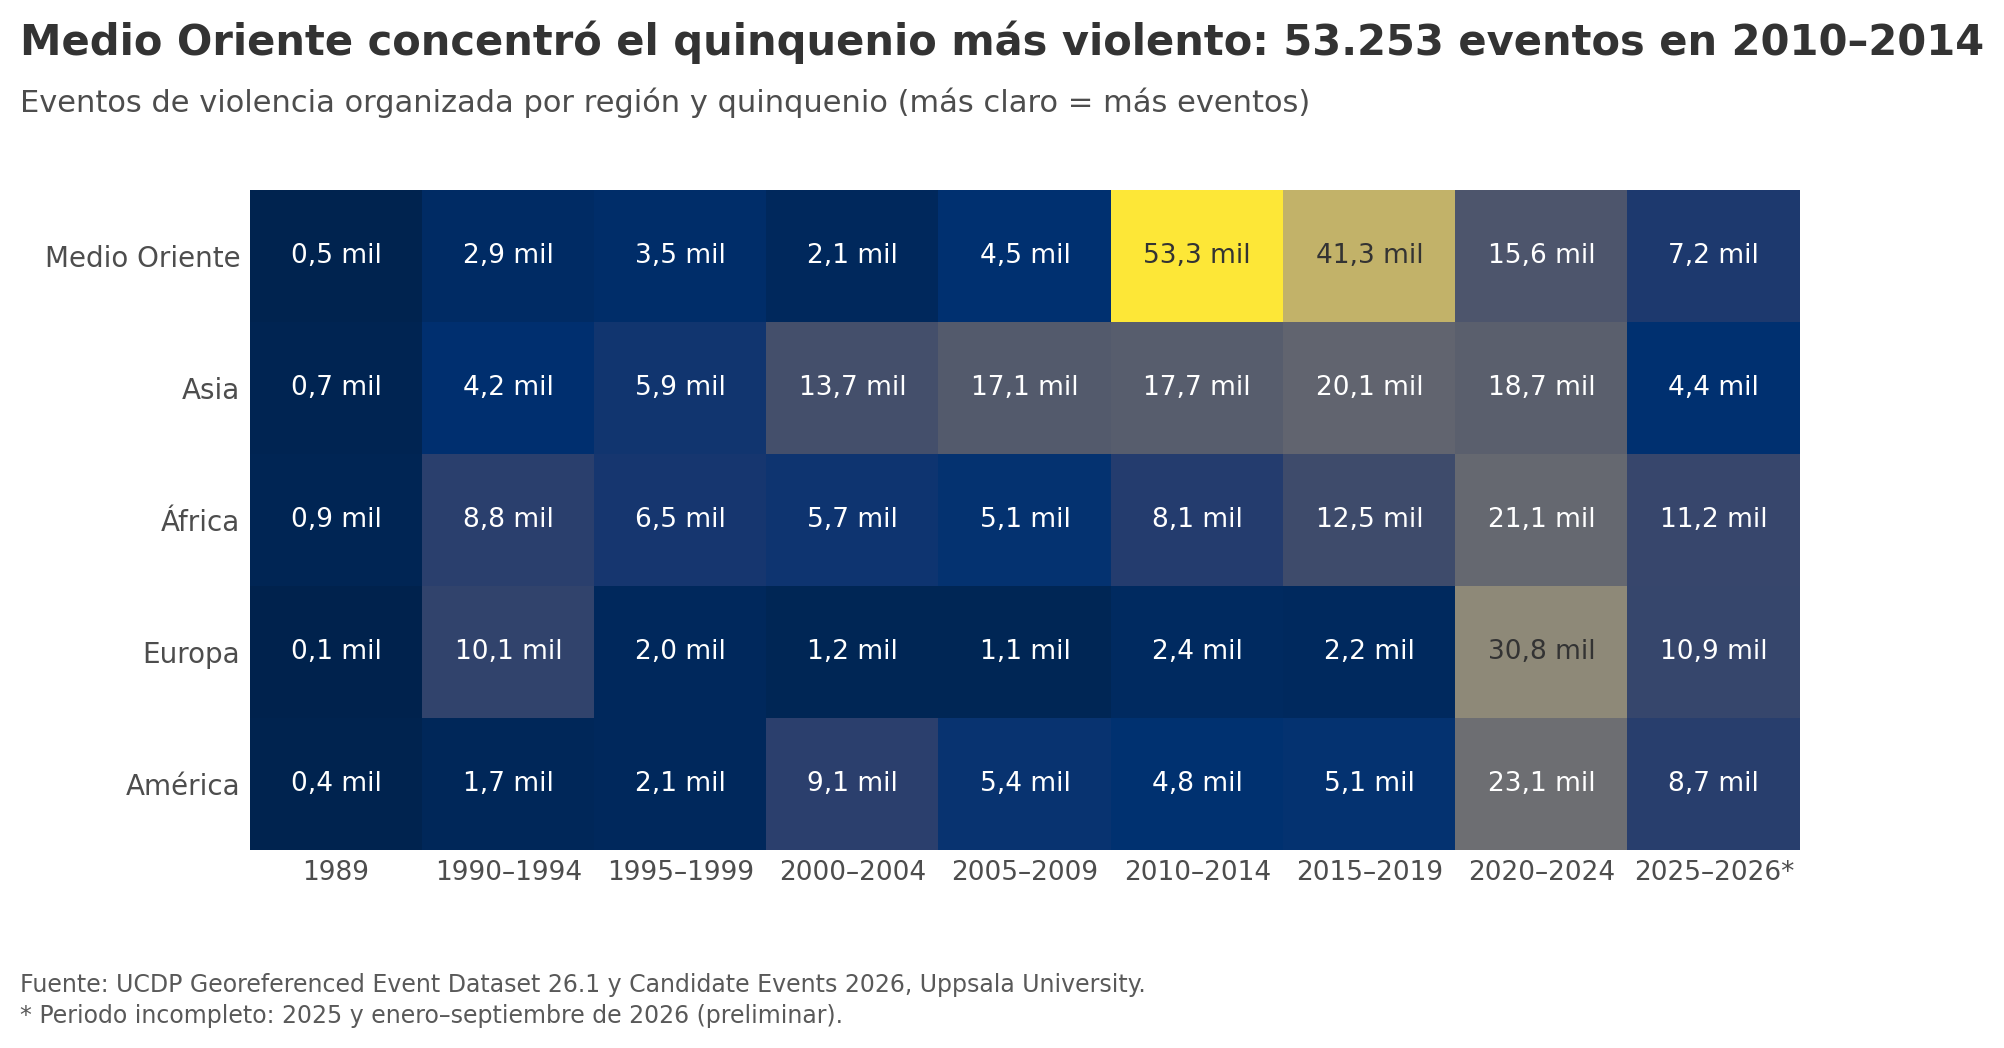 Medio Oriente concentró el quinquenio más violento: 53.253 eventos en 2010–2014
Eventos de violencia organizada por región y quinquenio (más claro = más eventos)
Medio Oriente 0,5 mil 2,9 mil 3,5 mil 2,1 mil 4,5 mil 53,3 mil 41,3 mil 15,6 mil 7,2 mil
Asia 0,7 mil 4,2 mil 5,9 mil 13,7 mil 17,1 mil 17,7 mil 20,1 mil 18,7 mil 4,4 mil
África 0,9 mil 8,8 mil 6,5 mil 5,7 mil 5,1 mil 8,1 mil 12,5 mil 21,1 mil 11,2 mil
Europa 0,1 mil 10,1 mil 2,0 mil 1,2 mil 1,1 mil 2,4 mil 2,2 mil 30,8 mil 10,9 mil
América 0,4 mil 1,7 mil 2,1 mil 9,1 mil 5,4 mil 4,8 mil 5,1 mil 23,1 mil 8,7 mil
1989 1990–1994 1995–1999 2000–2004 2005–2009 2010–2014 2015–2019 2020–2024 2025–2026*
Fuente: UCDP Georeferenced Event Dataset 26.1 y Candidate Events 2026, Uppsala University.
* Periodo incompleto: 2025 y enero–septiembre de 2026 (preliminar).